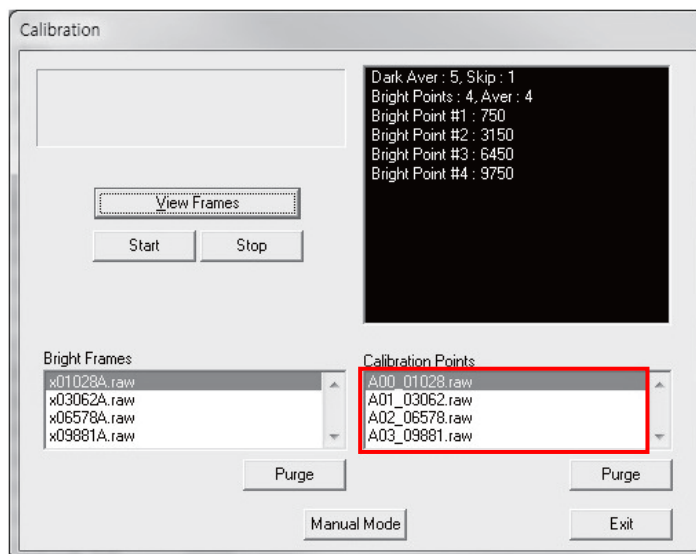 Calibration
Dark Aver : 5, Skip : 1
Bright Points : 4, Aver : 4
Bright Point #1 : 750
Bright Point #2 : 3150
Bright Point #3 : 6450
Bright Point #4 : 9750
View Frames
Start
Stop
Bright Frames
x01028A.raw
x03062A.raw
x06578A.raw
x09881A.raw
Purge
Calibration Points
A00_01028.raw
A01_03062.raw
A02_06578.raw
A03_09881.raw
Purge
Manual Mode
Exit